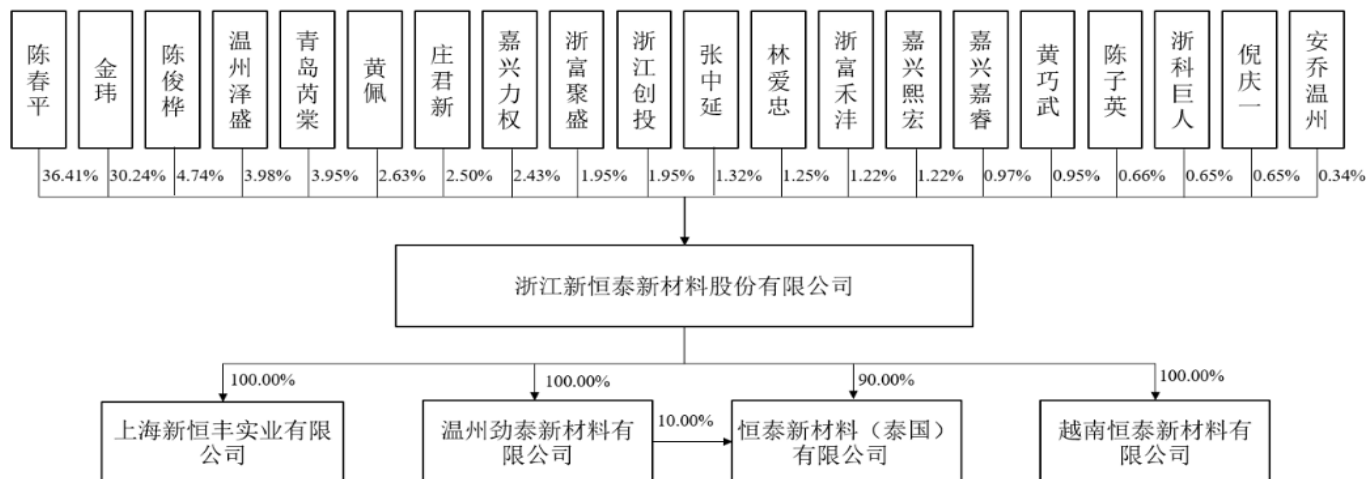 陈春平
金玮
陈俊桦
温州泽盛
青岛芮棠
黄佩
庄君新
嘉兴力权
浙富聚盛
浙江创投
张中延
林爱忠
浙富禾沣
嘉兴熙宏
嘉兴嘉睿
黄巧武
陈子英
浙科巨人
倪庆一
安乔温州
36.41%
30.24%
4.74%
3.98%
3.95%
2.63%
2.50%
2.43%
1.95%
1.95%
1.32%
1.25%
1.22%
1.22%
0.97%
0.95%
0.66%
0.65%
0.65%
0.34%
浙江新恒泰新材料股份有限公司
100.00%
100.00%
90.00%
100.00%
上海新恒丰实业有限
公司
温州劲泰新材料有
限公司
10.00%
恒泰新材料（泰国）
有限公司
越南恒泰新材料有
限公司